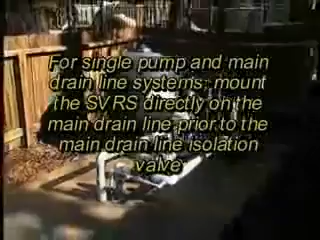 For single pump and main
drain line systems; mount
the SVRS directly on the
main drain line prior to the
main drain line isolation
valve